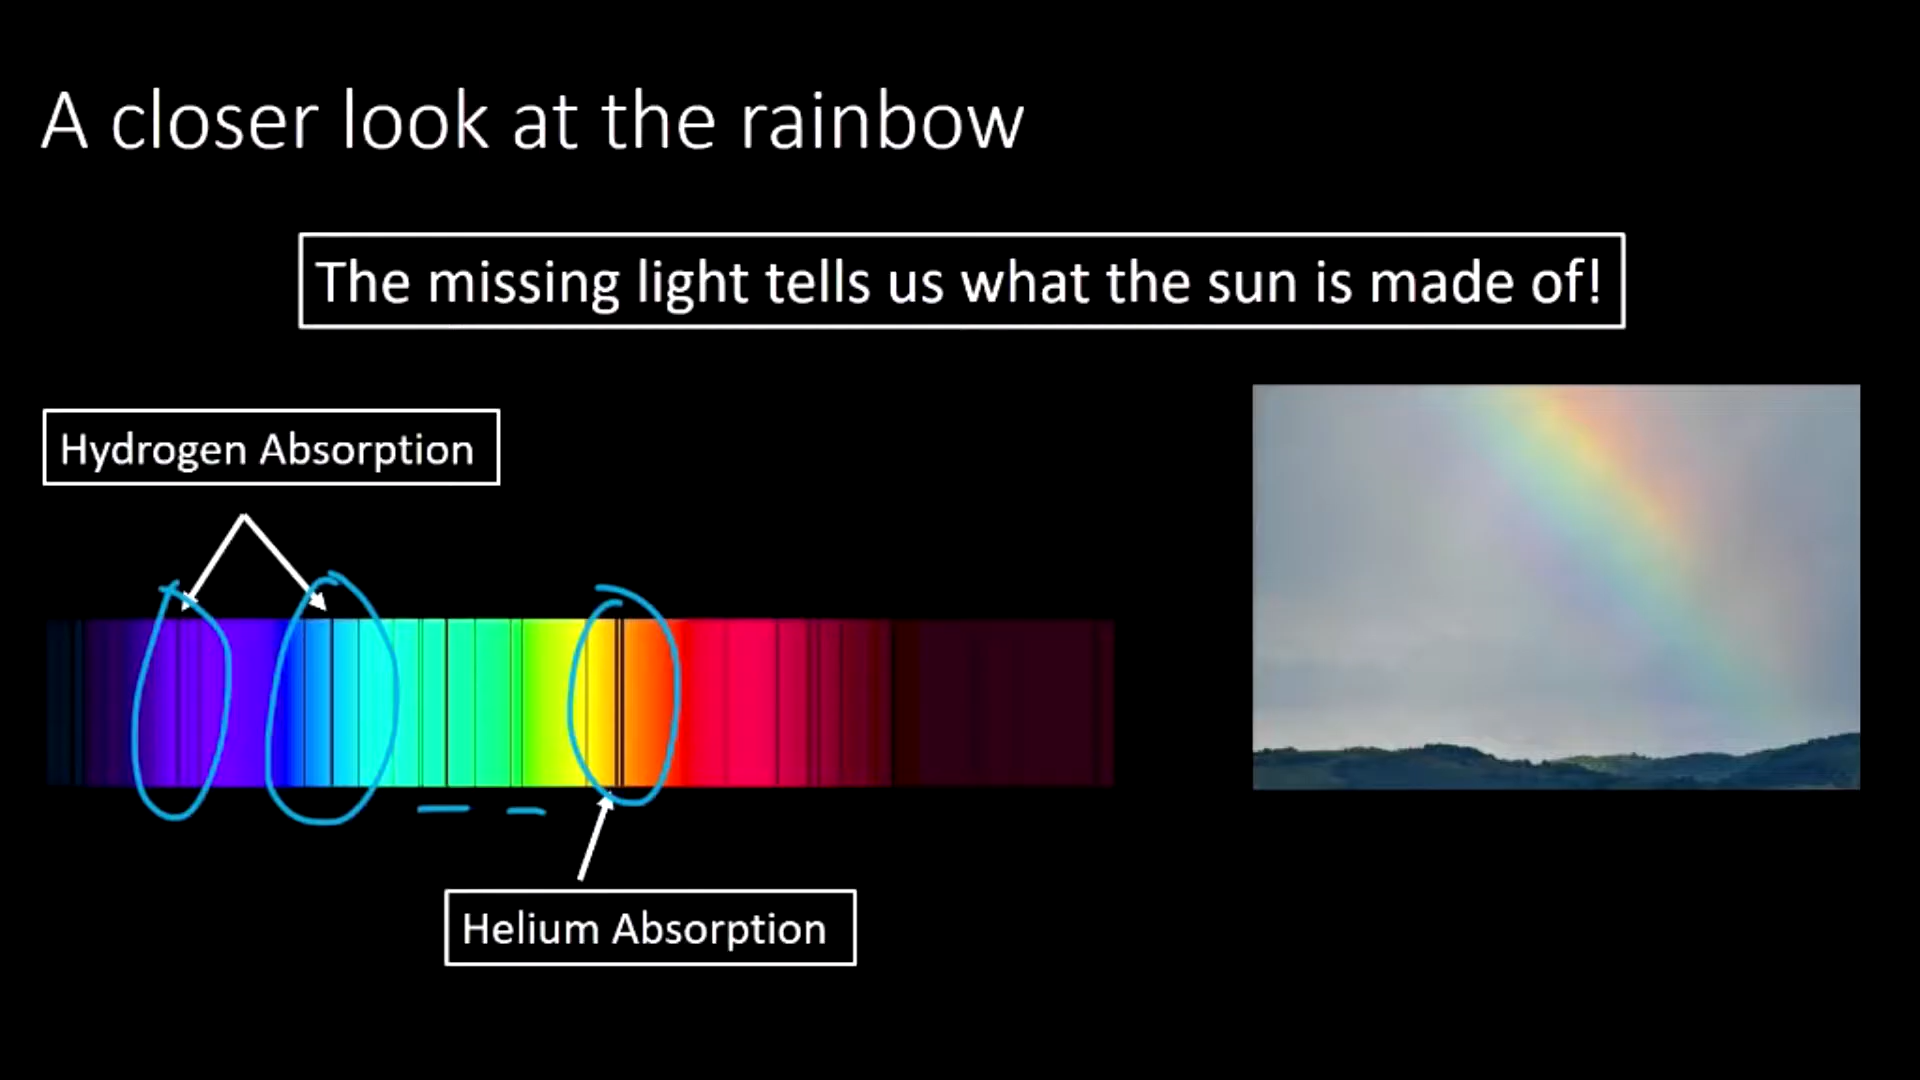 A closer look at the rainbow
The missing light tells us what the sun is made of!
Hydrogen Absorption
Helium Absorption